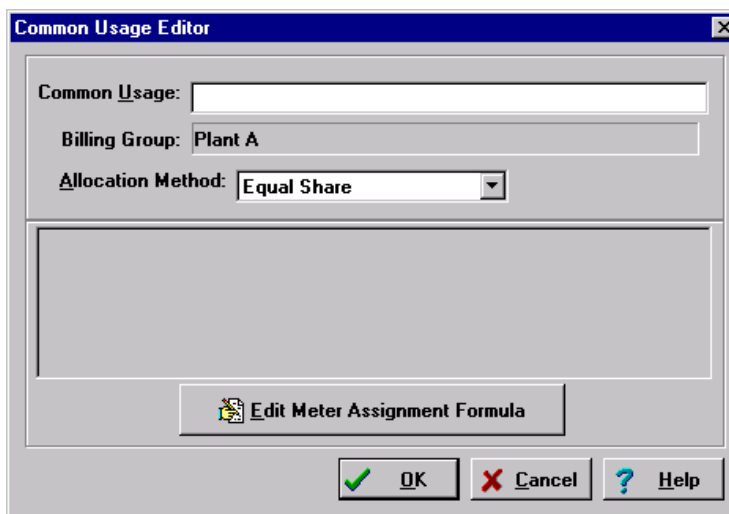 Common Usage Editor
Common Usage:
Billing Group: Plant A
Allocation Method: Equal Share
Edit Meter Assignment Formula
OK Cancel Help